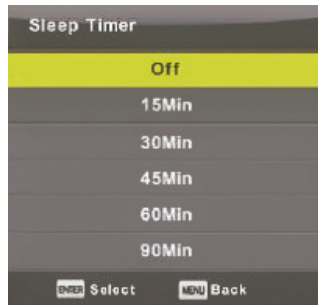 Sleep Timer
Off
15Min
30Min
45Min
60Min
90Min
ENTER Select MENU Back